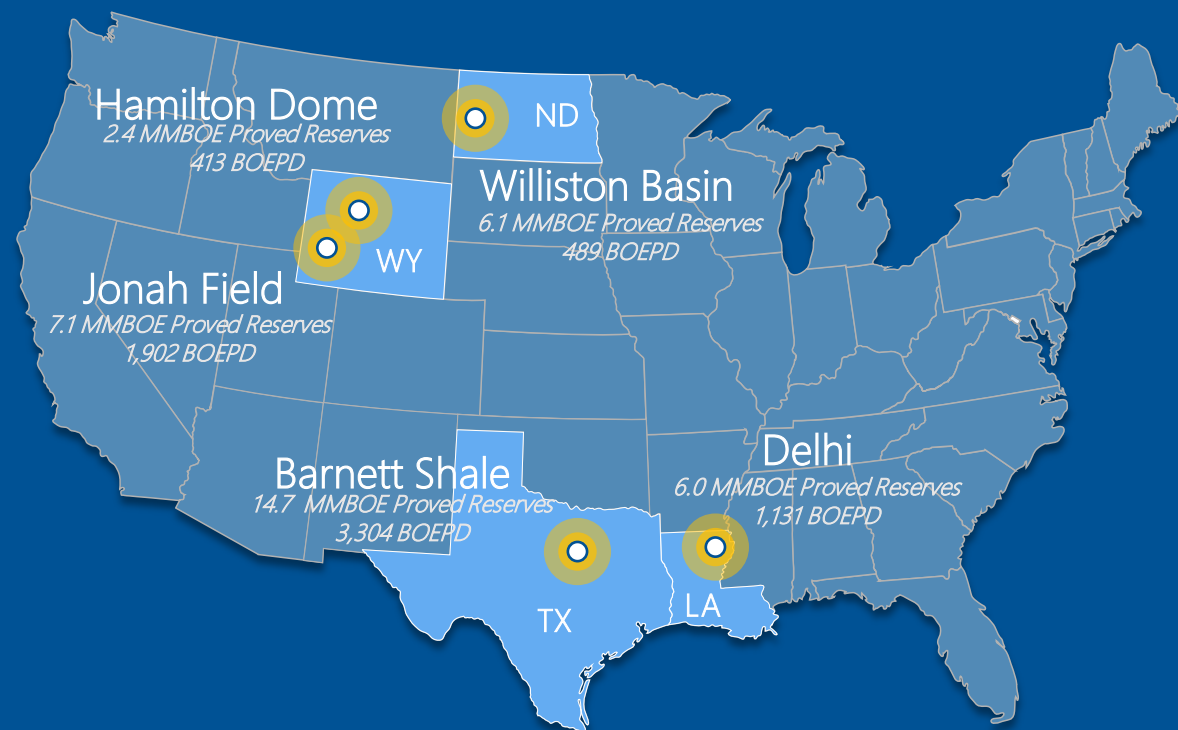 Hamilton Dome
2.4 MMBOE Proved Reserves
413 BOEPD
ND
Williston Basin
6.1 MMBOE Proved Reserves
489 BOEPD
WY
Jonah Field
7.1 MMBOE Proved Reserves
1,902 BOEPD
Barnett Shale
14.7 MMBOE Proved Reserves
3,304 BOEPD
TX
Delhi
6.0 MMBOE Proved Reserves
1,131 BOEPD
LA